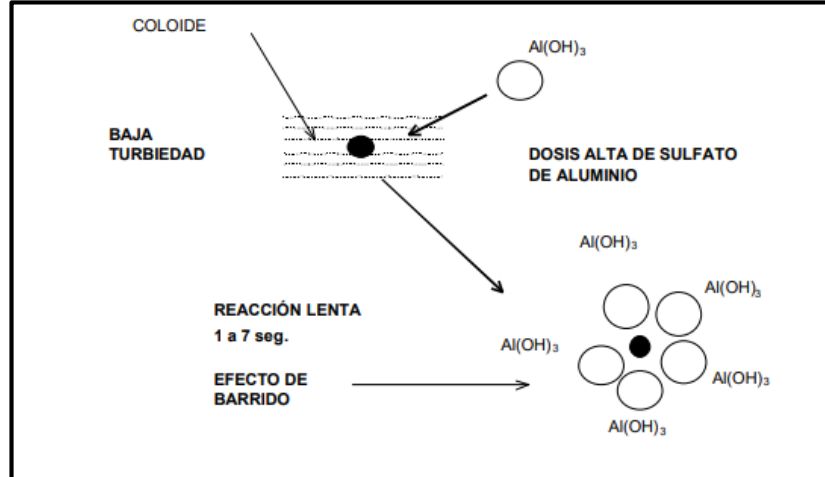 COLOIDE
Al(OH)₃
BAJA
TURBIEDAD
DOSIS ALTA DE SULFATO
DE ALUMINIO
Al(OH)₃
Al(OH)₃
REACCIÓN LENTA
1 a 7 seg.
Al(OH)₃
EFECTO DE
BARRIDO
Al(OH)₃
Al(OH)₃